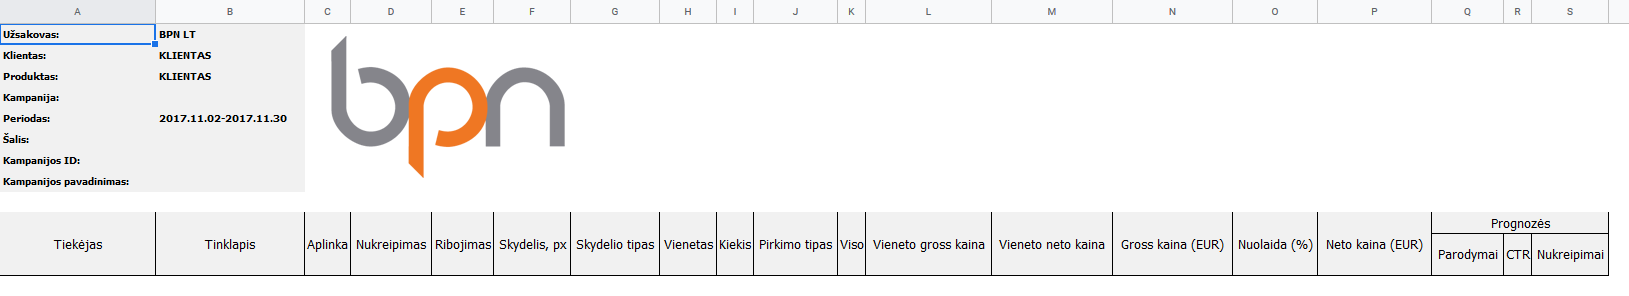 A B C D E F G H I J K L M N O P Q R S
Užsakovas: BPN LT
Klientas: KLIENTAS
Produktas: KLIENTAS
Kampanija:
Periodas: 2017.11.02-2017.11.30
Šalis:
Kampanijos ID:
Kampanijos pavadinimas:
bpn
Tiekėjas Tinklapis Aplinka Nukreipimas Ribojimas Skydelis, px Skydelio tipas Vienetas Kiekis Pirkimo tipas Viso Vieneto gross kaina Vieneto neto kaina Gross kaina (EUR) Nuolaida (%) Neto kaina (EUR) Prognozės
Parodymai CTR Nukreipimai